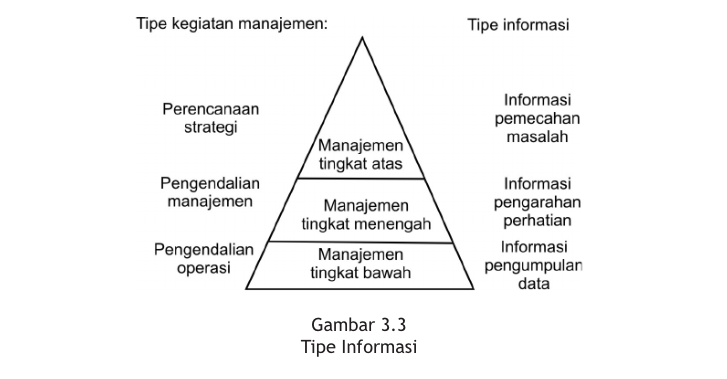 Tipe kegiatan manajemen:
Tipe informasi
Perencanaan
strategi
Manajemen
tingkat atas
Informasi
pemecahan
masalah
Pengendalian
manajemen
Manajemen
tingkat menengah
Informasi
pengarahan
perhatian
Pengendalian
operasi
Manajemen
tingkat bawah
Informasi
pengumpulan
data
Gambar 3.3
Tipe Informasi